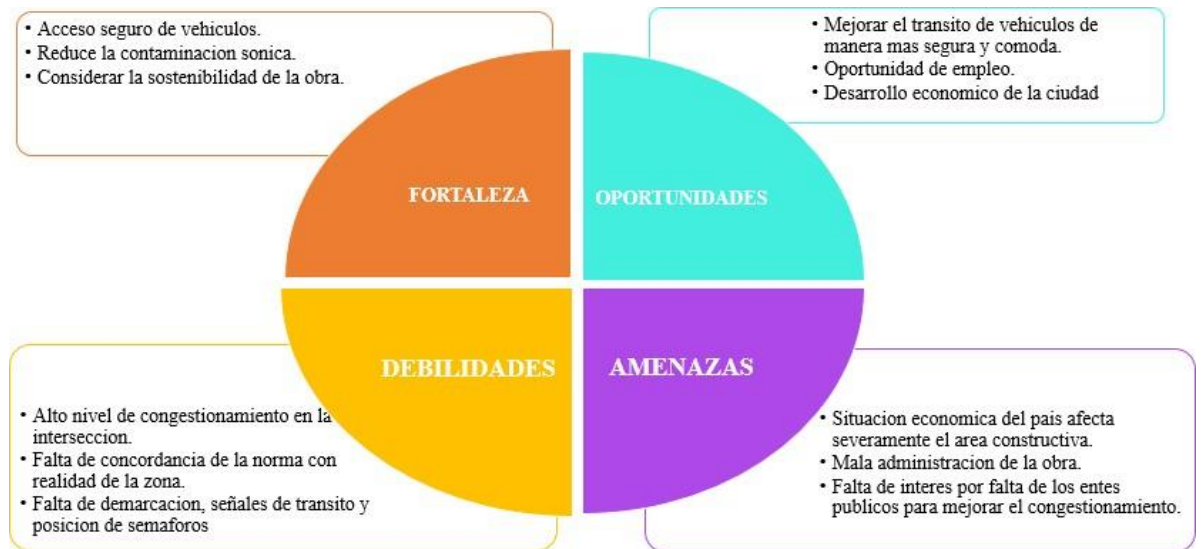 • Acceso seguro de vehiculos.
• Reduce la contaminacion sonica.
• Considerar la sostenibilidad de la obra.
• Mejorar el transito de vehiculos de
manera mas segura y comoda.
• Oportunidad de empleo.
• Desarrollo economico de la ciudad
FORTALEZA
OPORTUNIDADES
DEBILIDADES
AMENAZAS
• Alto nivel de congestionamiento en la
interseccion.
• Falta de concordancia de la norma con
realidad de la zona.
• Falta de demarcacion, señales de transito y
posicion de semaforos
• Situacion economica del pais afecta
severamente el area constructiva.
• Mala administracion de la obra.
• Falta de interes por falta de los entes
publicos para mejorar el congestionamiento.